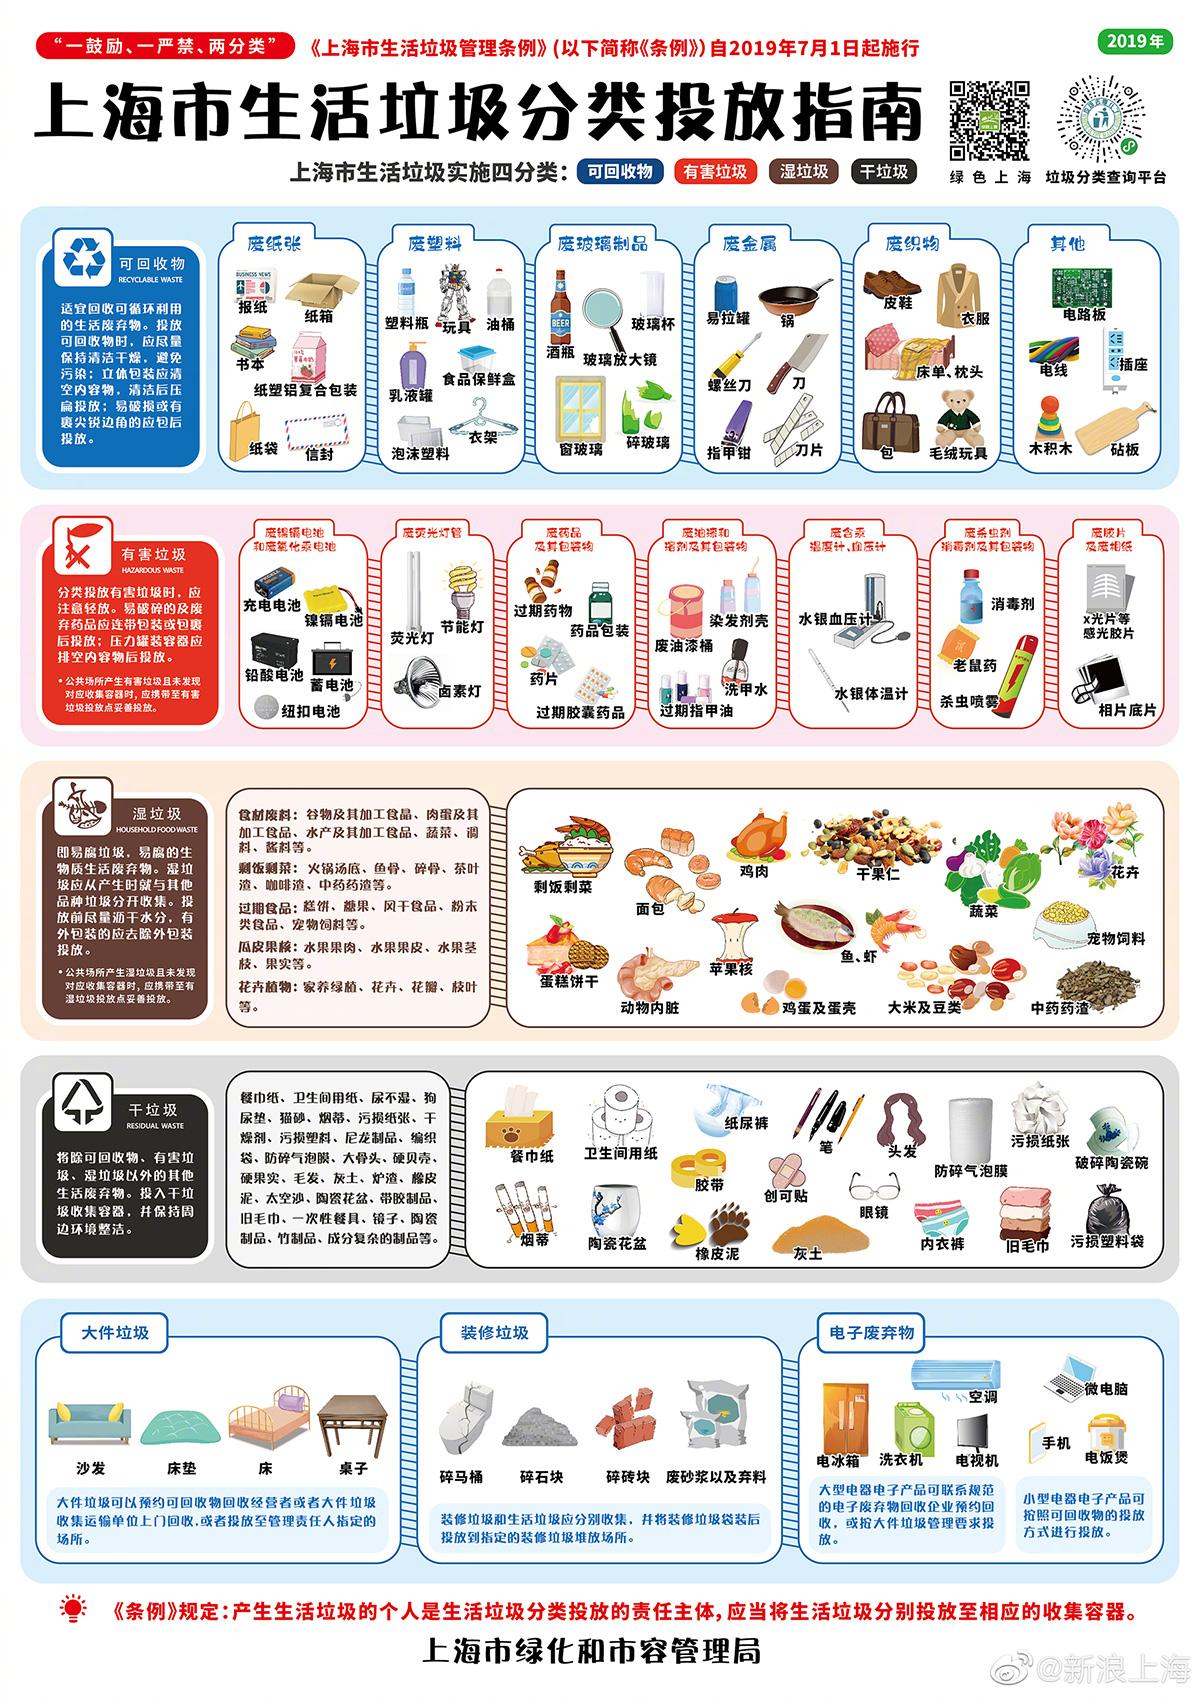 “一鼓励、一严禁、两分类”
《上海市生活垃圾管理条例》(以下简称《条例》)自2019年7月1日起施行
2019年
上海市生活垃圾分类投放指南
上海市生活垃圾实施四分类:
可回收物
有害垃圾
湿垃圾
干垃圾
绿色上海
垃圾分类查询平台
可回收物
RECYCLABLE WASTE
适宜回收可循环利用
的生活废弃物。投放
可回收物时,应尽量
保持清洁干燥,避免
污染;立体包装应清
空内容物,清洁后压
扁投放;易破损或有
裹尖锐边角的应包后
投放。
废纸张
BUSINESS NEWS
报纸
纸箱
书本
纸塑铝复合包装
纸袋
信封
废塑料
塑料瓶
玩具
油桶
乳液罐
食品保鲜盒
泡沫塑料
衣架
废玻璃制品
BEER
酒瓶
玻璃放大镜
玻璃杯
窗玻璃
碎玻璃
废金属
易拉罐
锅
螺丝刀
刀
指甲钳
刀片
废织物
皮鞋
衣服
床单、枕头
包
毛绒玩具
其他
电路板
电线
插座
木积木
砧板
有害垃圾
HAZARDOUS WASTE
分类投放有害垃圾时,应
注意轻放。易破碎的及废
弃药品应连带包装或包裹
后投放;压力罐装容器应
排空内容物后投放。
•公共场所产生有害垃圾且未发现
对应收集容器时,应携带至有害
垃圾投放点妥善投放。
废镍镉电池
和废氧化汞电池
充电电池
镍镉电池
铅酸电池
蓄电池
纽扣电池
废荧光灯管
荧光灯
节能灯
卤素灯
废药品
及其包装物
过期药物
药品包装
药片
过期胶囊药品
废油漆和
溶剂及其包装物
废油漆桶
染发剂壳
过期指甲油
洗甲水
废含汞
温度计、血压计
水银血压计
水银体温计
废杀虫剂
消毒剂及其包装物
消毒剂
老鼠药
杀虫喷雾
废胶片
及废相纸
x光片等
感光胶片
相片底片
湿垃圾
HOUSEHOLD FOOD WASTE
即易腐垃圾,易腐的生
物质生活废弃物。湿垃
圾应从产生时就与其他
品种垃圾分开收集。投
放前尽量沥干水分,有
外包装的应去除外包装
投放。
•公共场所产生湿垃圾且未发现
对应收集容器时,应携带至有
湿垃圾投放点妥善投放。
食材废料:谷物及其加工食品、肉蛋及其
加工食品、水产及其加工食品、蔬菜、调
料、酱料等。
剩饭剩菜:火锅汤底、鱼骨、碎骨、茶叶
渣、咖啡渣、中药药渣等。
过期食品:糕饼、糖果、风干食品、粉末
类食品、宠物饲料等。
瓜皮果核:水果果肉、水果果皮、水果茎
枝、果实等。
花卉植物:家养绿植、花卉、花瓣、枝叶
等。
剩饭剩菜
面包
鸡肉
干果仁
蔬菜
花卉
蛋糕饼干
动物内脏
苹果核
鸡蛋及蛋壳
鱼、虾
大米及豆类
宠物饲料
中药药渣
干垃圾
RESIDUAL WASTE
将除可回收物、有害垃
圾、湿垃圾以外的其他
生活废弃物。投入干垃
圾收集容器,并保持周
边环境整洁。
餐巾纸、卫生间用纸、尿不湿、狗
尿垫、猫砂、烟蒂、污损纸张、干
燥剂、污损塑料、尼龙制品、编织
袋、防碎气泡膜、大骨头、硬贝壳、
硬果实、毛发、灰土、炉渣、橡皮
泥、太空沙、陶瓷花盆、带胶制品、
旧毛巾、一次性餐具、镜子、陶瓷
制品、竹制品、成分复杂的制品等。
餐巾纸
卫生间用纸
纸尿裤
笔
头发
防碎气泡膜
污损纸张
破碎陶瓷碗
烟蒂
陶瓷花盆
胶带
橡皮泥
创可贴
灰土
眼镜
内衣裤
旧毛巾
污损塑料袋
大件垃圾
沙发
床垫
床
桌子
大件垃圾可以预约可回收物回收经营者或者大件垃圾
收集运输单位上门回收,或者投放至管理责任人指定的
场所。
装修垃圾
碎马桶
碎石块
碎砖块
废砂浆以及弃料
装修垃圾和生活垃圾应分别收集,并将装修垃圾袋装后
投放到指定的装修垃圾堆放场所。
电子废弃物
电冰箱
洗衣机
空调
电视机
微电脑
手机
电饭煲
大型电器电子产品可联系规范
的电子废弃物回收企业预约回
收,或按大件垃圾管理要求投
放。
小型电器电子产品可
按照可回收物的投放
方式进行投放。
《条例》规定:产生生活垃圾的个人是生活垃圾分类投放的责任主体,应当将生活垃圾分别投放至相应的收集容器。
上海市绿化和市容管理局
@新浪上海